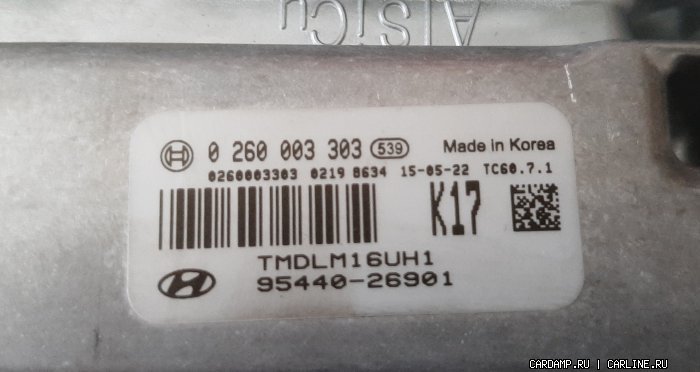 AlSiCu
0 260 003 303 539 Made in Korea
0260003303 0219 8634 15-05-22 TC60.7.1
K17
TMDLM16UH1
95440-26901
CARDAMP.RU | CARLINE.RU